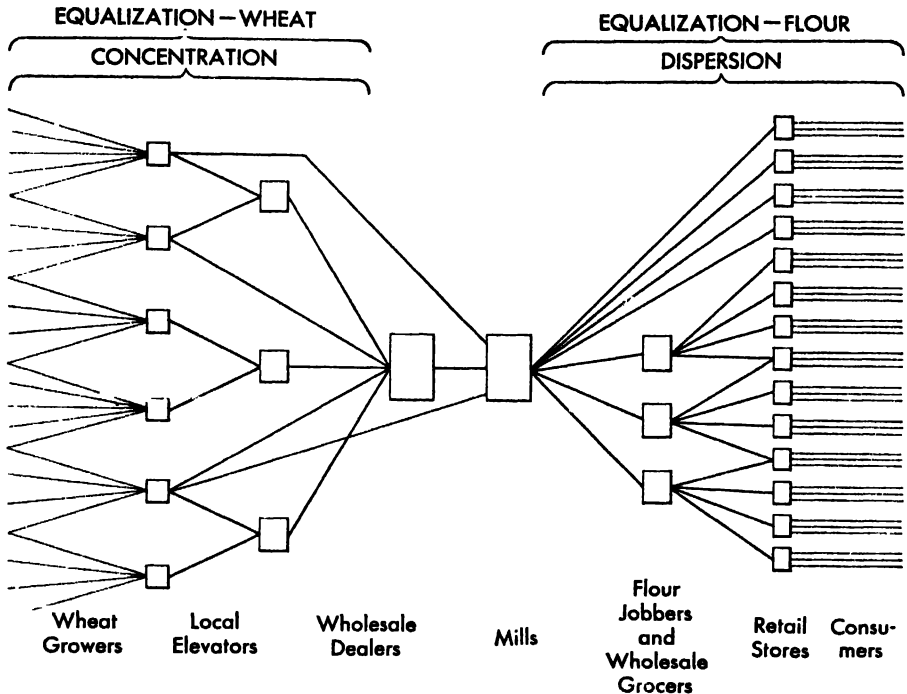 EQUALIZATION—WHEAT
CONCENTRATION
EQUALIZATION—FLOUR
DISPERSION
Wheat
Growers
Local
Elevators
Wholesale
Dealers
Mills
Flour
Jobbers
and
Wholesale
Grocers
Retail
Stores
Consu-
mers